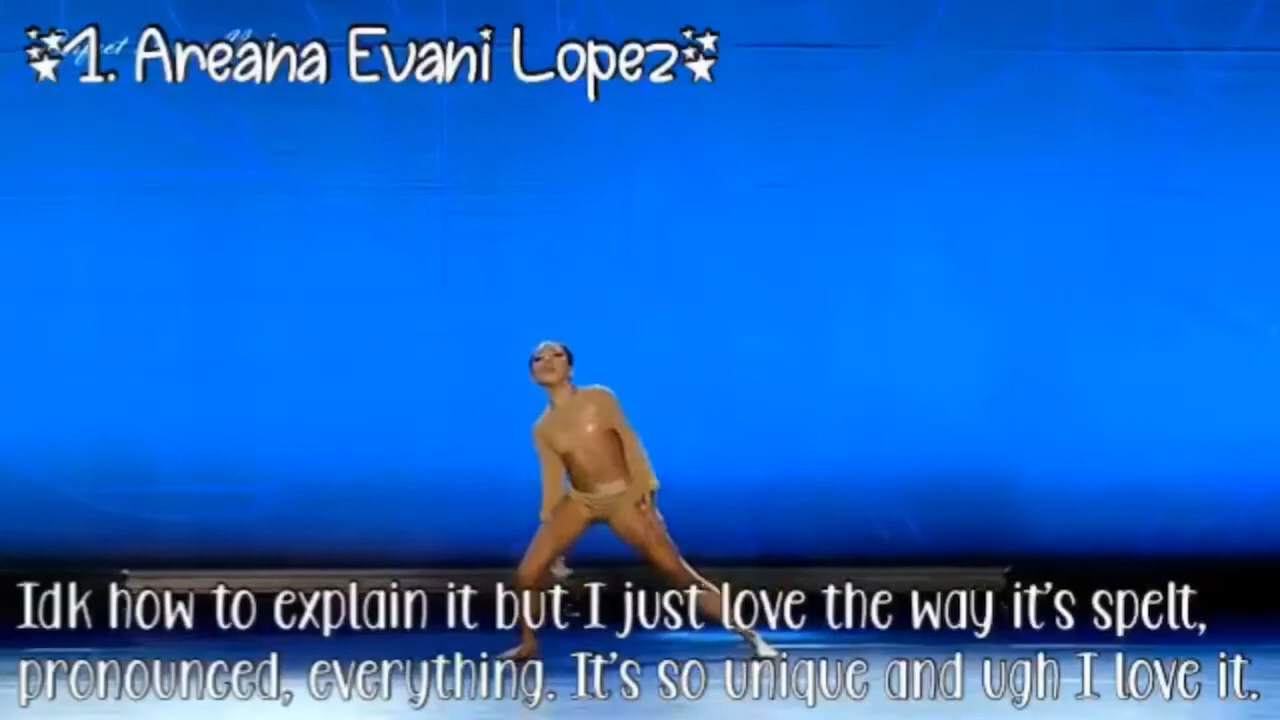 1. Areana Evani Lopez
Idk how to explain it but I just love the way it's spelt,
pronounced, everything. It's so unique and ugh I love it.